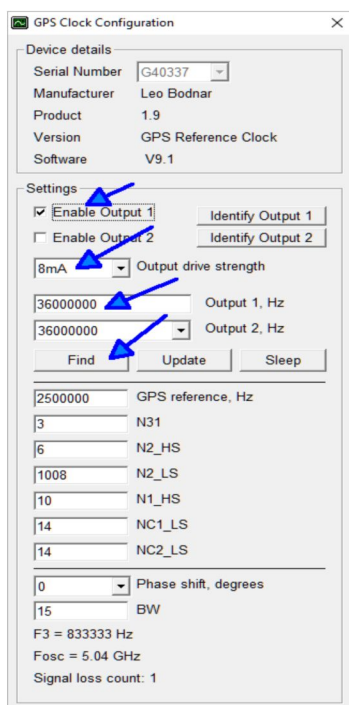 GPS Clock Configuration
Device details
Serial Number G40337
Manufacturer Leo Bodnar
Product 1.9
Version GPS Reference Clock
Software V9.1
Settings
Enable Output 1 Identify Output 1
Enable Output 2 Identify Output 2
8mA Output drive strength
36000000 Output 1, Hz
36000000 Output 2, Hz
Find Update Sleep
2500000 GPS reference, Hz
3 N31
6 N2_HS
1008 N2_LS
10 N1_HS
14 NC1_LS
14 NC2_LS
0 Phase shift, degrees
15 BW
F3 = 833333 Hz
Fosc = 5.04 GHz
Signal loss count: 1